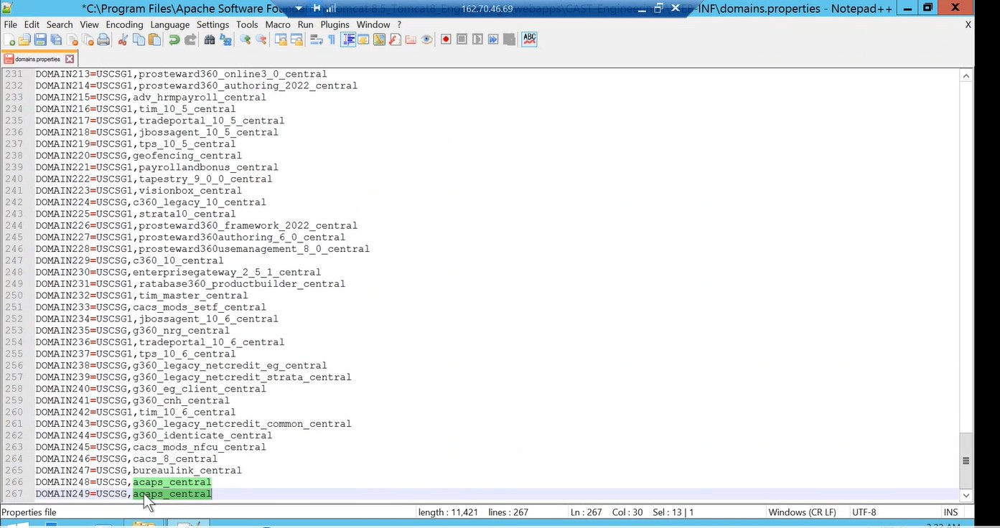 *C:\Program Files\Apache Software Foun
162.70.46.69
EB-INF\domains.properties - Notepad++
File Edit Search View Encoding Language Settings Tools Macro Run Plugins Window ? X
ABC
domains.properties
231 DOMAIN213=USCSG1,prosteward360_online3_0_central
232 DOMAIN214=USCSG1,prosteward360_authoring_2022_central
233 DOMAIN215=USCSG,adv_hrmpayroll_central
234 DOMAIN216=USCSG1,tim_10_5_central
235 DOMAIN217=USCSG1,tradeportal_10_5_central
236 DOMAIN218=USCSG1,jbossagent_10_5_central
237 DOMAIN219=USCSG1,tps_10_5_central
238 DOMAIN220=USCSG,geofencing_central
239 DOMAIN221=USCSG1,payrollandbonus_central
240 DOMAIN222=USCSG1,tapestry_9_0_0_central
241 DOMAIN223=USCSG1,visionbox_central
242 DOMAIN224=USCSG,c360_legacy_10_central
243 DOMAIN225=USCSG1,strata10_central
244 DOMAIN226=USCSG1,prosteward360_framework_2022_central
245 DOMAIN227=USCSG1,prosteward360authoring_6_0_central
246 DOMAIN228=USCSG1,prosteward360usemanagement_8_0_central
247 DOMAIN229=USCSG,c360_10_central
248 DOMAIN230=USCSG,enterprisegateway_2_5_1_central
249 DOMAIN231=USCSG1,ratabase360_productbuilder_central
250 DOMAIN232=USCSG1,tim_master_central
251 DOMAIN233=USCSG,cacs_mods_setf_central
252 DOMAIN234=USCSG1,jbossagent_10_6_central
253 DOMAIN235=USCSG,g360_nrg_central
254 DOMAIN236=USCSG1,tradeportal_10_6_central
255 DOMAIN237=USCSG1,tps_10_6_central
256 DOMAIN238=USCSG,g360_legacy_netcredit_eg_central
257 DOMAIN239=USCSG,g360_legacy_netcredit_strata_central
258 DOMAIN240=USCSG,g360_eg_client_central
259 DOMAIN241=USCSG,g360_cnh_central
260 DOMAIN242=USCSG1,tim_10_6_central
261 DOMAIN243=USCSG,g360_legacy_netcredit_common_central
262 DOMAIN244=USCSG,g360_identicate_central
263 DOMAIN245=USCSG,cacs_mods_nfcu_central
264 DOMAIN246=USCSG,cacs_8_central
265 DOMAIN247=USCSG,bureaulink_central
266 DOMAIN248=USCSG,acaps_central
267 DOMAIN249=USCSG,acaps_central
Properties file length : 11,421 lines : 267 Ln : 267 Col : 30 Sel : 13 | 1 Windows (CR LF) UTF-8 INS